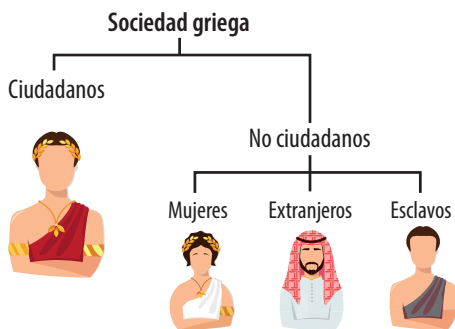 Sociedad griega
Ciudadanos
No ciudadanos
Mujeres
Extranjeros
Esclavos